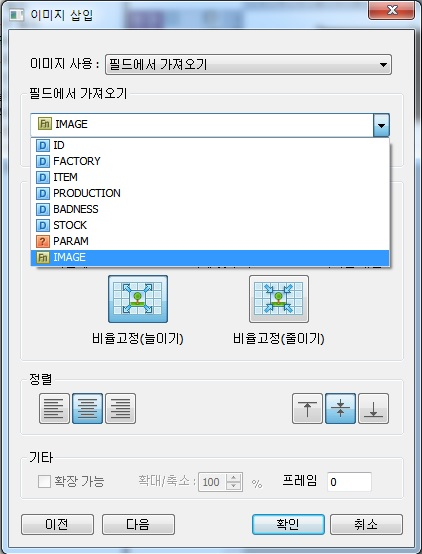 이미지 삽입
이미지 사용 : 필드에서 가져오기
필드에서 가져오기
Fn IMAGE
D ID
D FACTORY
D ITEM
D PRODUCTION
D BADNESS
D STOCK
? PARAM
Fn IMAGE
비율고정(늘이기) 비율고정(줄이기)
정렬
기타
확장 가능 확대/축소 : 100 % 프레임 0
이전 다음 확인 취소